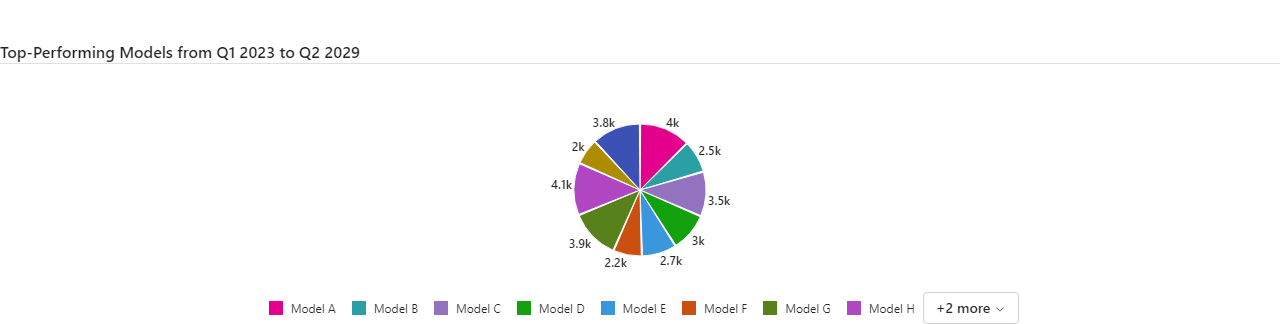 Top-Performing Models from Q1 2023 to Q2 2029
3.8k
4k
2k
2.5k
4.1k
3.5k
3.9k
3k
2.2k
2.7k
Model A
Model B
Model C
Model D
Model E
Model F
Model G
Model H
+2 more